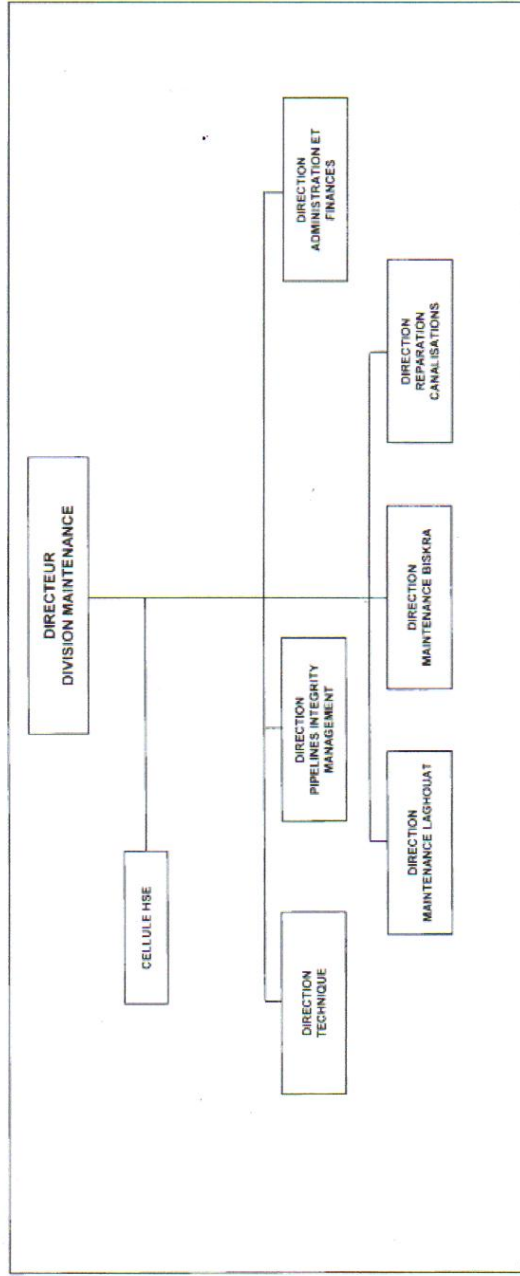 DIRECTEUR
DIVISION MAINTENANCE
CELLULE HSE
DIRECTION
TECHNIQUE
DIRECTION
PIPELINES INTEGRITY
MANAGEMENT
DIRECTION
ADMINISTRATION ET
FINANCES
DIRECTION
MAINTENANCE LAGHOUAT
DIRECTION
MAINTENANCE BISKRA
DIRECTION
REPARATION
CANALISATIONS